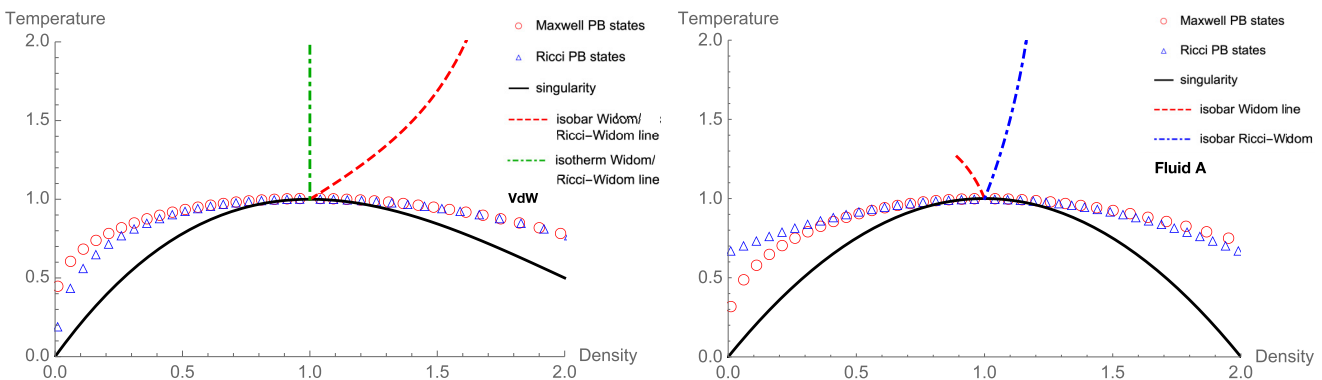 Temperature
2.0
1.5
1.0
0.5
0.0
0.0
0.5
1.0
1.5
2.0
Density
Maxwell PB states
Ricci PB states
singularity
isobar Widom/
Ricci-Widom line
isotherm Widom/
Ricci-Widom line
VdW
Temperature
2.0
1.5
1.0
0.5
0.0
0.0
0.5
1.0
1.5
2.0
Density
Maxwell PB states
Ricci PB states
singularity
isobar Widom line
isobar Ricci-Widom
Fluid A